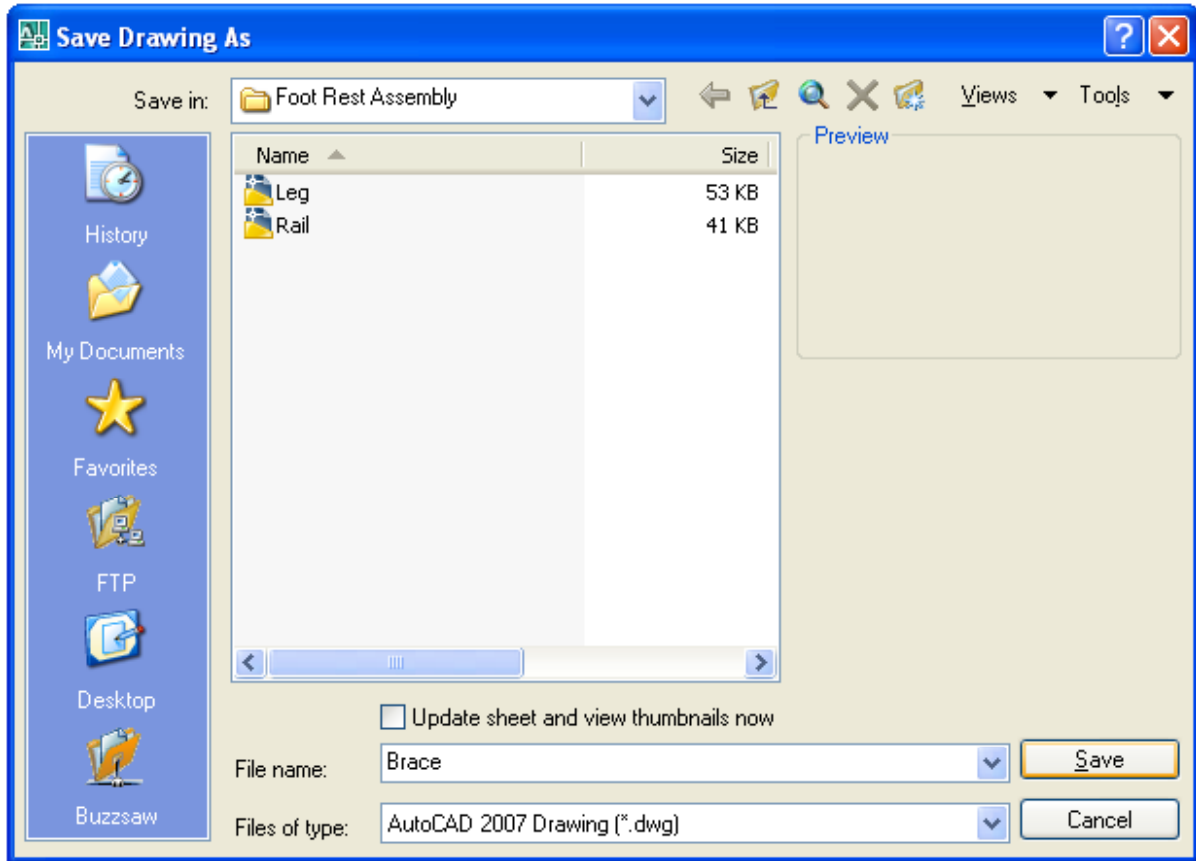 Save Drawing As
Save in: Foot Rest Assembly Views Tools
History
My Documents
Favorites
FTP
Desktop
Buzzsaw
Name Size
Leg 53 KB
Rail 41 KB
Preview
Update sheet and view thumbnails now
File name: Brace Save
Files of type: AutoCAD 2007 Drawing (*.dwg) Cancel